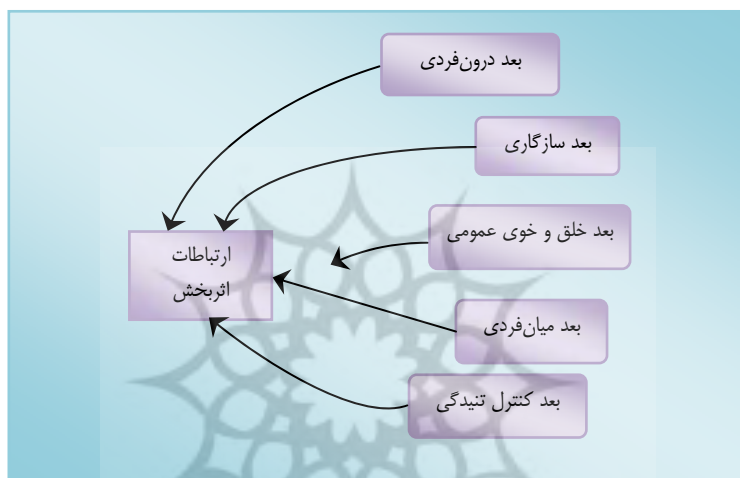 بعد درون‌فردی
بعد سازگاری
بعد خلق و خوی عمومی
ارتباطات
اثربخش
بعد میان‌فردی
بعد کنترل تنیدگی